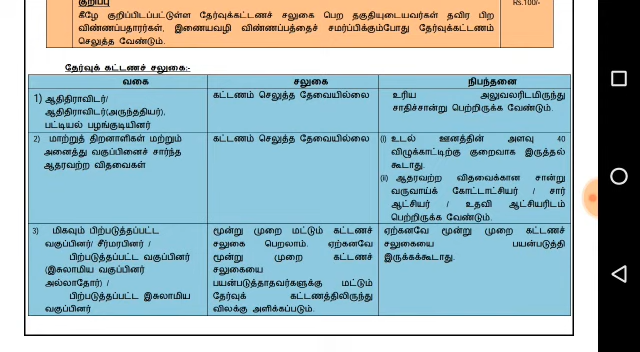 குறிப்பு
Rs.100/-
கீழே குறிப்பிடப்பட்டுள்ள தேர்வுக்கட்டணச் சலுகை பெற தகுதியுடையவர்கள் தவிர பிற
விண்ணப்பதாரர்கள், இணையவழி விண்ணப்பத்தைச் சமர்ப்பிக்கும்போது தேர்வுக்கட்டணம்
செலுத்த வேண்டும்.
தேர்வுக் கட்டணச் சலுகை:-
வகை
சலுகை
நிபந்தனை
1) ஆதிதிராவிடர்/
ஆதிதிராவிடர்(அருந்ததியர்),
பட்டியல் பழங்குடியினர்
கட்டணம் செலுத்த தேவையில்லை
உரிய அலுவலரிடமிருந்து
சாதிச்சான்று பெற்றிருக்க வேண்டும்.
2) மாற்றுத் திறனாளிகள் மற்றும்
அனைத்து வகுப்பினைச் சார்ந்த
ஆதரவற்ற விதவைகள்
கட்டணம் செலுத்த தேவையில்லை
(i) உடல் ஊனத்தின் அளவு 40
விழுக்காட்டிற்கு குறைவாக இருத்தல்
கூடாது.
(ii) ஆதரவற்ற விதவைக்கான சான்று
வருவாய்க் கோட்டாட்சியர் / சார்
ஆட்சியர் / உதவி ஆட்சியரிடம்
பெற்றிருக்க வேண்டும்.
3) மிகவும் பிற்படுத்தப்பட்ட
வகுப்பினர்/ சீர்மரபினர் /
பிற்படுத்தப்பட்ட வகுப்பினர்
(இசுலாமிய வகுப்பினர்
அல்லாதோர்) /
பிற்படுத்தப்பட்ட இசுலாமிய
வகுப்பினர்
மூன்று முறை மட்டும் கட்டணச்
சலுகை பெறலாம். ஏற்கனவே
மூன்று முறை கட்டணச்
சலுகையை
பயன்படுத்தாதவர்களுக்கு மட்டும்
தேர்வுக் கட்டணத்திலிருந்து
விலக்கு அளிக்கப்படும்.
ஏற்கனவே மூன்று முறை கட்டணச்
சலுகையை பயன்படுத்தி
இருக்கக்கூடாது.